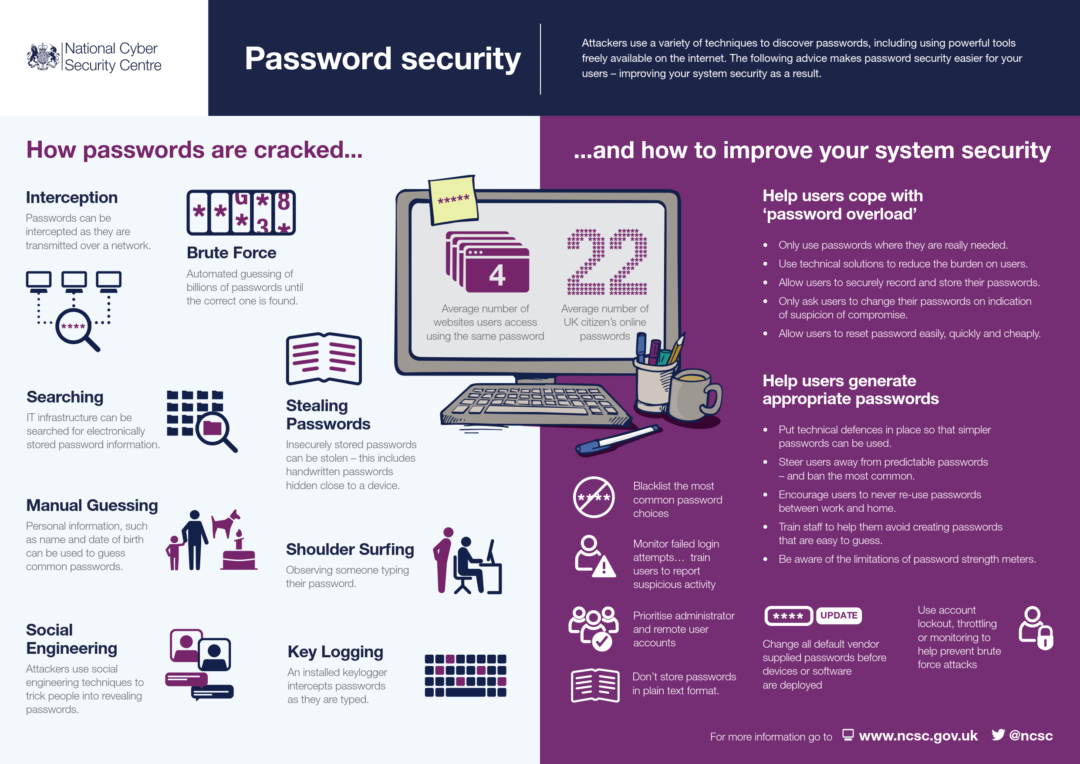 National Cyber
Security Centre
Password security
Attackers use a variety of techniques to discover passwords, including using powerful tools
freely available on the internet. The following advice makes password security easier for your
users – improving your system security as a result.
How passwords are cracked...
Interception
Passwords can be
intercepted as they are
transmitted over a network.
****
* * G * 8
* 3 *
Brute Force
Automated guessing of
billions of passwords until
the correct one is found.
Searching
IT infrastructure can be
searched for electronically
stored password information.
Stealing
Passwords
Insecurely stored passwords
can be stolen – this includes
handwritten passwords
hidden close to a device.
Manual Guessing
Personal information, such
as name and date of birth
can be used to guess
common passwords.
Shoulder Surfing
Observing someone typing
their password.
Social
Engineering
Attackers use social
engineering techniques to
trick people into revealing
passwords.
Key Logging
An installed keylogger
intercepts passwords
as they are typed.
*****
4
Average number of
websites users access
using the same password
22
Average number of
UK citizen's online
passwords
...and how to improve your system security
Help users cope with
'password overload'
• Only use passwords where they are really needed.
• Use technical solutions to reduce the burden on users.
• Allow users to securely record and store their passwords.
• Only ask users to change their passwords on indication
of suspicion of compromise.
• Allow users to reset password easily, quickly and cheaply.
Help users generate
appropriate passwords
• Put technical defences in place so that simpler
passwords can be used.
• Steer users away from predictable passwords
– and ban the most common.
• Encourage users to never re-use passwords
between work and home.
• Train staff to help them avoid creating passwords
that are easy to guess.
• Be aware of the limitations of password strength meters.
****
Blacklist the most
common password
choices
Monitor failed login
attempts... train
users to report
suspicious activity
Prioritise administrator
and remote user
accounts
Don't store passwords
in plain text format.
**** UPDATE
Change all default vendor
supplied passwords before
devices or software
are deployed
Use account
lockout, throttling
or monitoring to
help prevent brute
force attacks
For more information go to www.ncsc.gov.uk @ncsc